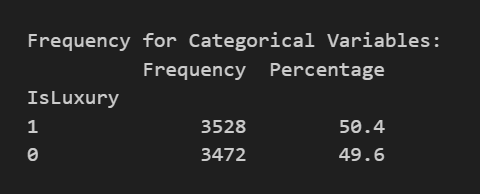 Frequency for Categorical Variables:
Frequency Percentage
IsLuxury
1 3528 50.4
0 3472 49.6